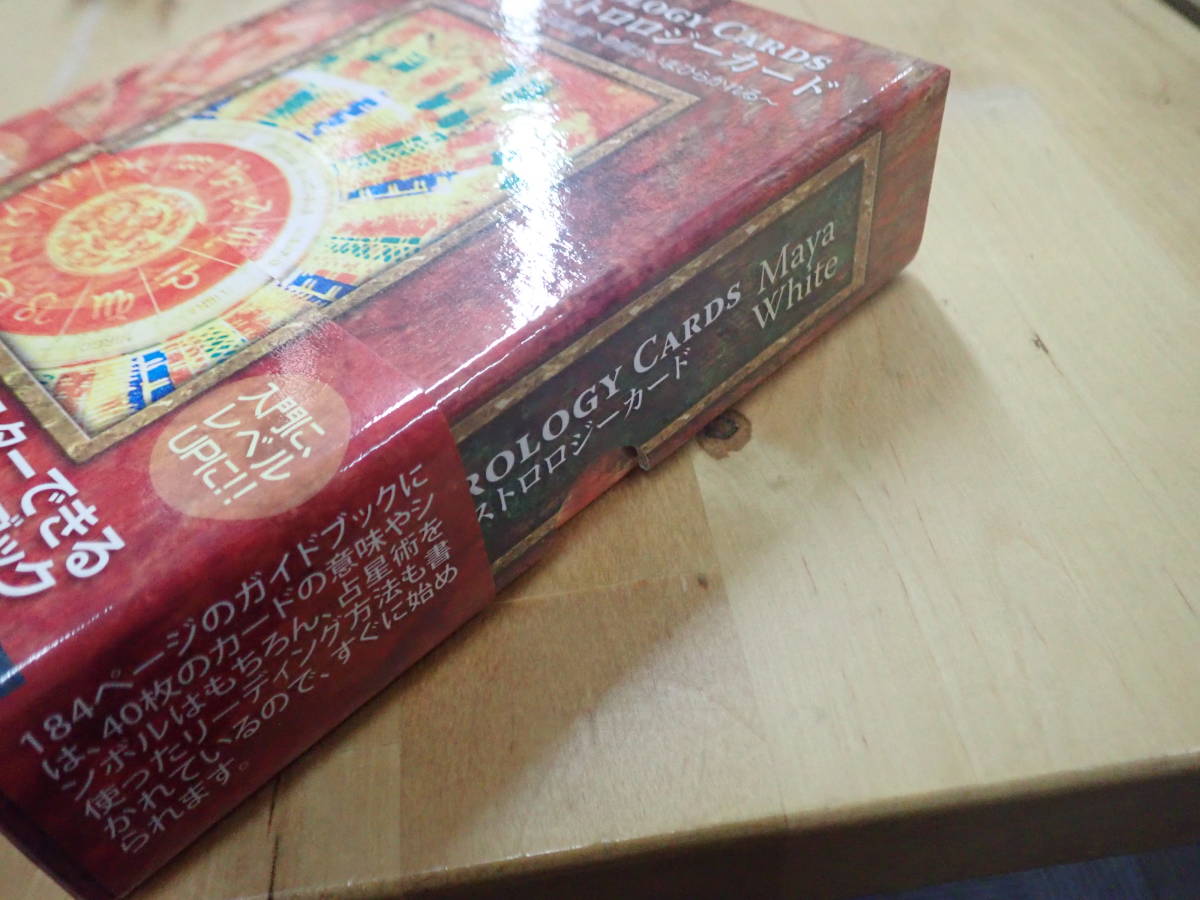 OLOGY CARDS
ストロロジーカード
ROLOGY CARDS
ストロロジーカード
Maya
White
入門に、
レベル
UPに!!
ターできる
ブック
184ページのガイドブックに
は、40枚のカードの意味やシ
ンボルはもちろん、占星術を
使ったリーディング方法も書
かれているので、すぐに始め
られます。